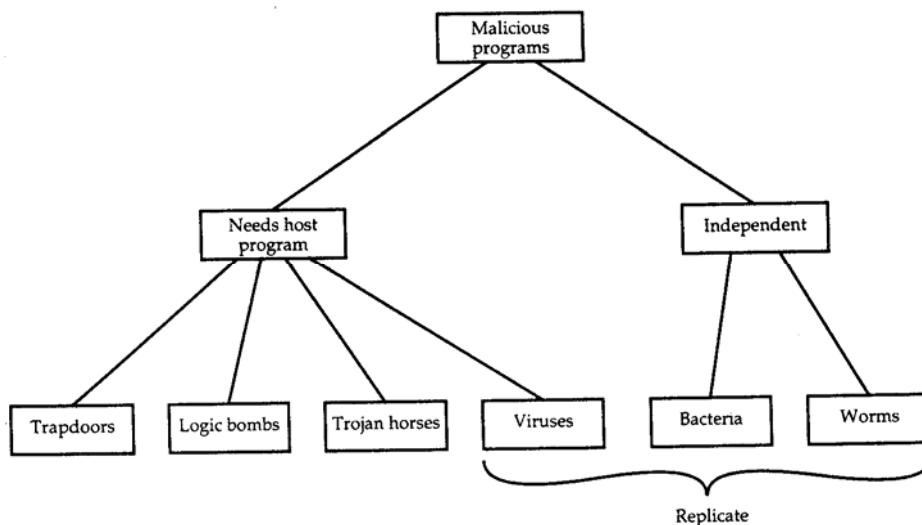 Malicious
programs
Needs host
program
Independent
Trapdoors
Logic bombs
Trojan horses
Viruses
Bacteria
Worms
Replicate